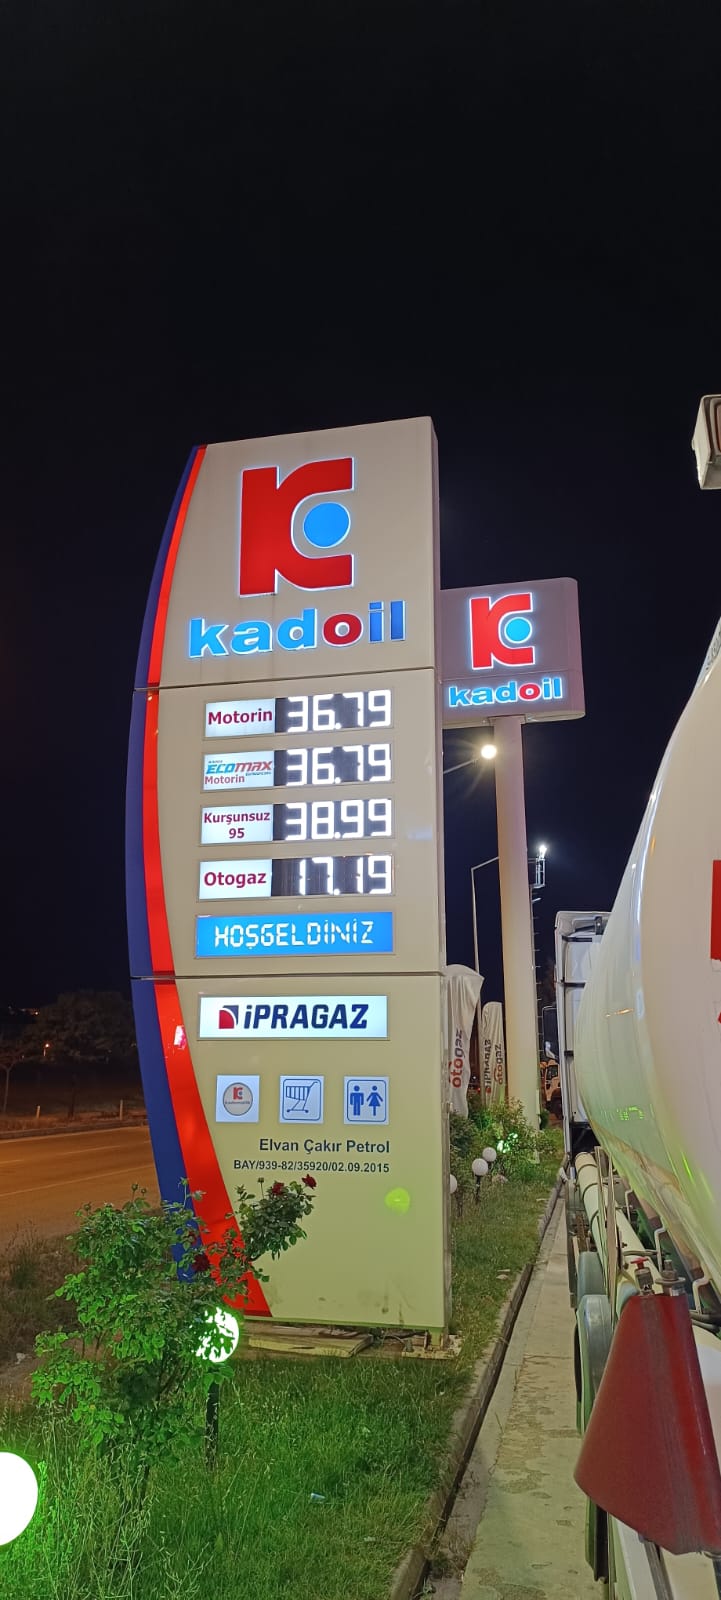 kadoil
kadoil
Motorin 36.79
ECOMAX
Motorin 36.79
Kurşunsuz
95 38.99
Otogaz 17.19
HOŞGELDİNİZ
İPRAGAZ
Elvan Çakır Petrol
BAY/939-82/35920/02.09.2015
otogaz
İPRAGAZ
otogaz